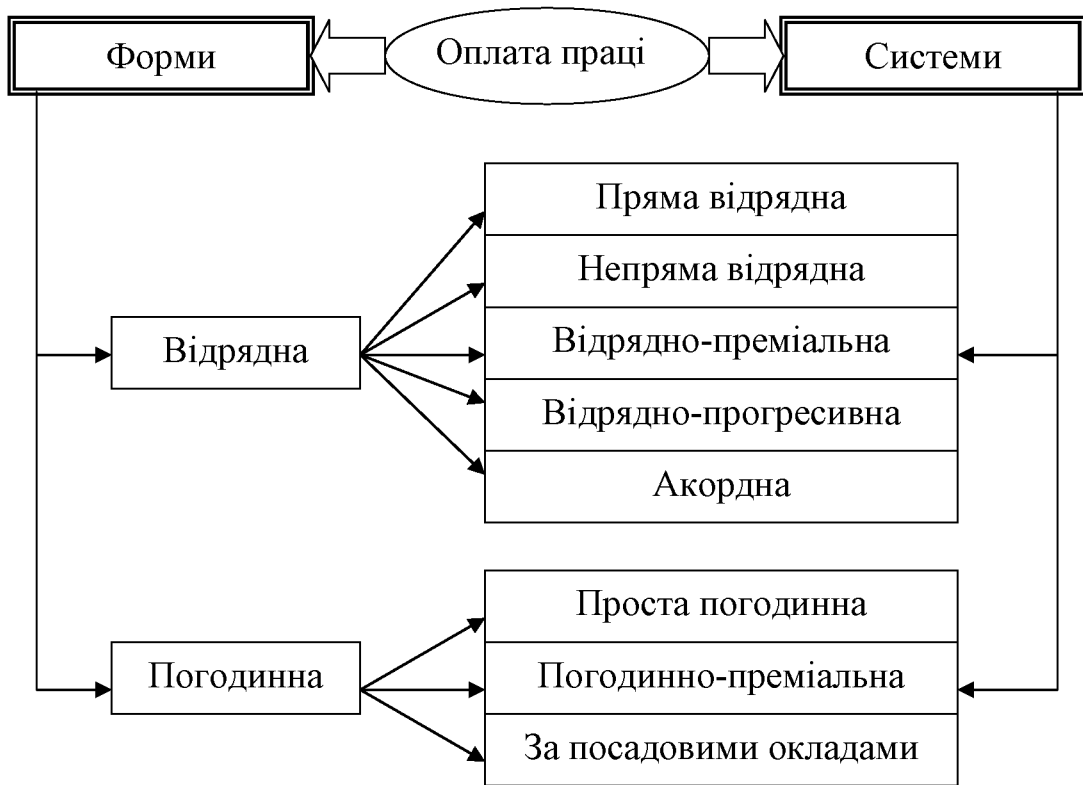 Форми
Оплата праці
Системи
Пряма відрядна
Непряма відрядна
Відрядна
Відрядно-преміальна
Відрядно-прогресивна
Акордна
Проста погодинна
Погодинна
Погодинно-преміальна
За посадовими окладами